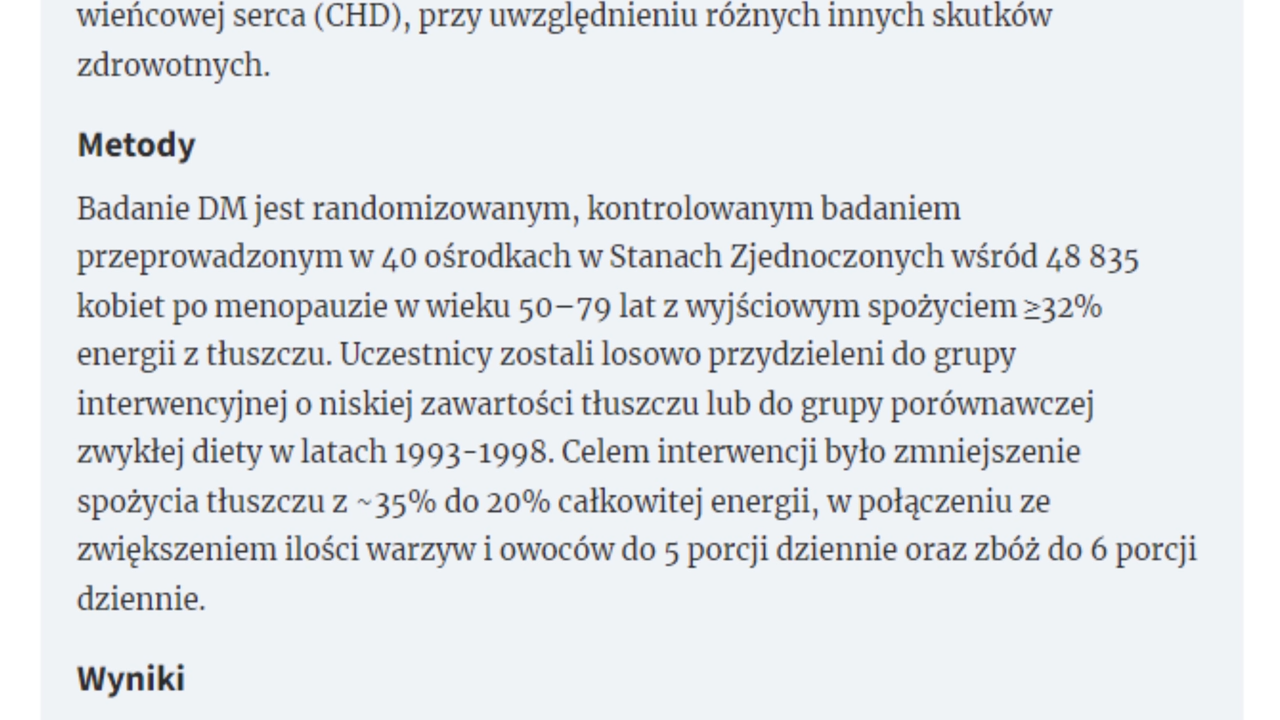 wieńcowej serca (CHD), przy uwzględnieniu różnych innych skutków
zdrowotnych.
Metody
Badanie DM jest randomizowanym, kontrolowanym badaniem
przeprowadzonym w 40 ośrodkach w Stanach Zjednoczonych wśród 48 835
kobiet po menopauzie w wieku 50–79 lat z wyjściowym spożyciem ≥32%
energii z tłuszczu. Uczestnicy zostali losowo przydzieleni do grupy
interwencyjnej o niskiej zawartości tłuszczu lub do grupy porównawczej
zwykłej diety w latach 1993-1998. Celem interwencji było zmniejszenie
spożycia tłuszczu z ~35% do 20% całkowitej energii, w połączeniu ze
zwiększeniem ilości warzyw i owoców do 5 porcji dziennie oraz zbóż do 6 porcji
dziennie.
Wyniki